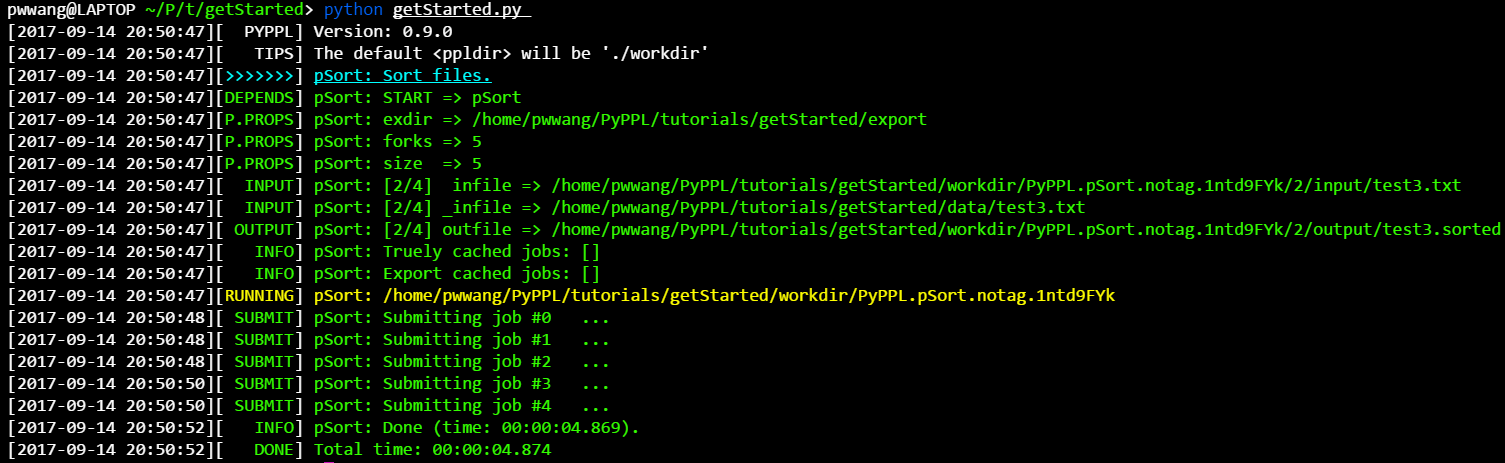 pwwang@LAPTOP ~/P/t/getStarted> python getStarted.py
[2017-09-14 20:50:47][  PYPPL] Version: 0.9.0
[2017-09-14 20:50:47][   TIPS] The default <ppldir> will be './workdir'
[2017-09-14 20:50:47][>>>>>>>] pSort: Sort files.
[2017-09-14 20:50:47][DEPENDS] pSort: START => pSort
[2017-09-14 20:50:47][P.PROPS] pSort: exdir => /home/pwwang/PyPPL/tutorials/getStarted/export
[2017-09-14 20:50:47][P.PROPS] pSort: forks => 5
[2017-09-14 20:50:47][P.PROPS] pSort: size  => 5
[2017-09-14 20:50:47][  INPUT] pSort: [2/4]  infile => /home/pwwang/PyPPL/tutorials/getStarted/workdir/PyPPL.pSort.notag.1ntd9FYk/2/input/test3.txt
[2017-09-14 20:50:47][  INPUT] pSort: [2/4] _infile => /home/pwwang/PyPPL/tutorials/getStarted/data/test3.txt
[2017-09-14 20:50:47][ OUTPUT] pSort: [2/4] outfile => /home/pwwang/PyPPL/tutorials/getStarted/workdir/PyPPL.pSort.notag.1ntd9FYk/2/output/test3.sorted
[2017-09-14 20:50:47][   INFO] pSort: Truely cached jobs: []
[2017-09-14 20:50:47][   INFO] pSort: Export cached jobs: []
[2017-09-14 20:50:47][RUNNING] pSort: /home/pwwang/PyPPL/tutorials/getStarted/workdir/PyPPL.pSort.notag.1ntd9FYk
[2017-09-14 20:50:48][ SUBMIT] pSort: Submitting job #0   ...
[2017-09-14 20:50:48][ SUBMIT] pSort: Submitting job #1   ...
[2017-09-14 20:50:48][ SUBMIT] pSort: Submitting job #2   ...
[2017-09-14 20:50:50][ SUBMIT] pSort: Submitting job #3   ...
[2017-09-14 20:50:50][ SUBMIT] pSort: Submitting job #4   ...
[2017-09-14 20:50:52][   INFO] pSort: Done (time: 00:00:04.869).
[2017-09-14 20:50:52][   DONE] Total time: 00:00:04.874